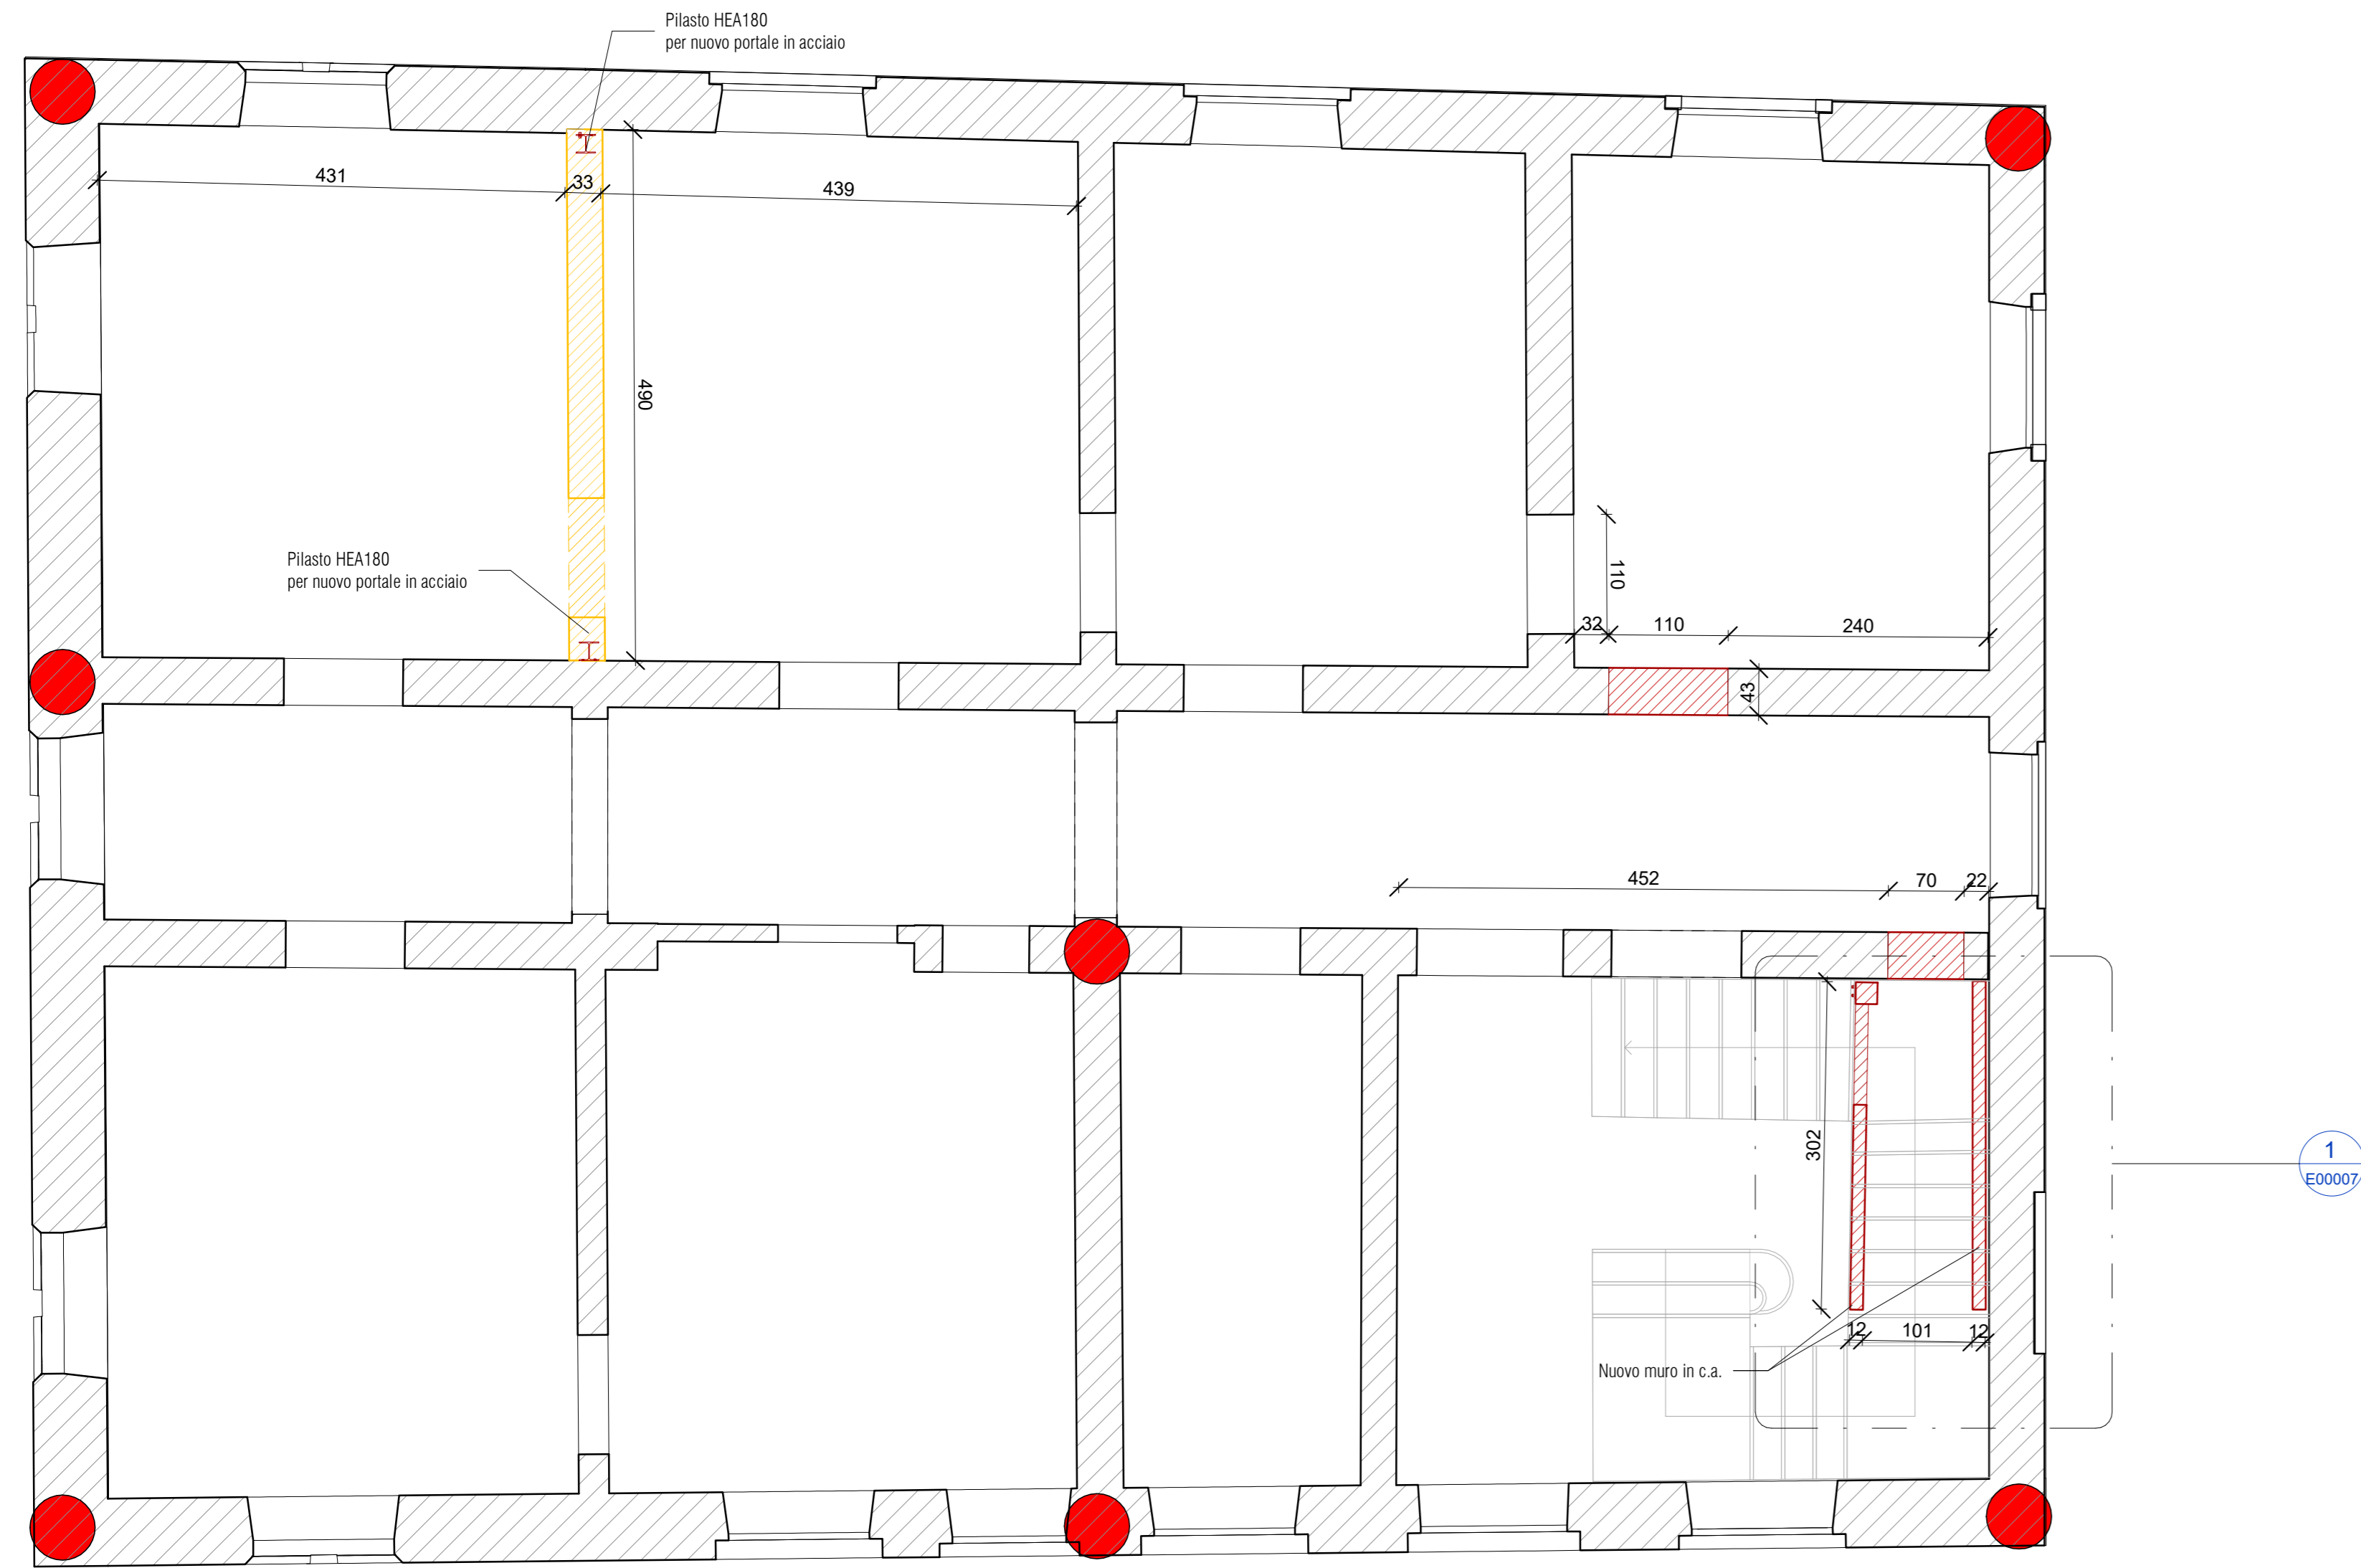 Pilasto HEA180
per nuovo portale in acciaio
431
33
439
490
Pilasto HEA180
per nuovo portale in acciaio
110
32
110
240
43
452
70
22
302
1
E00007
12
101
12
Nuovo muro in c.a.